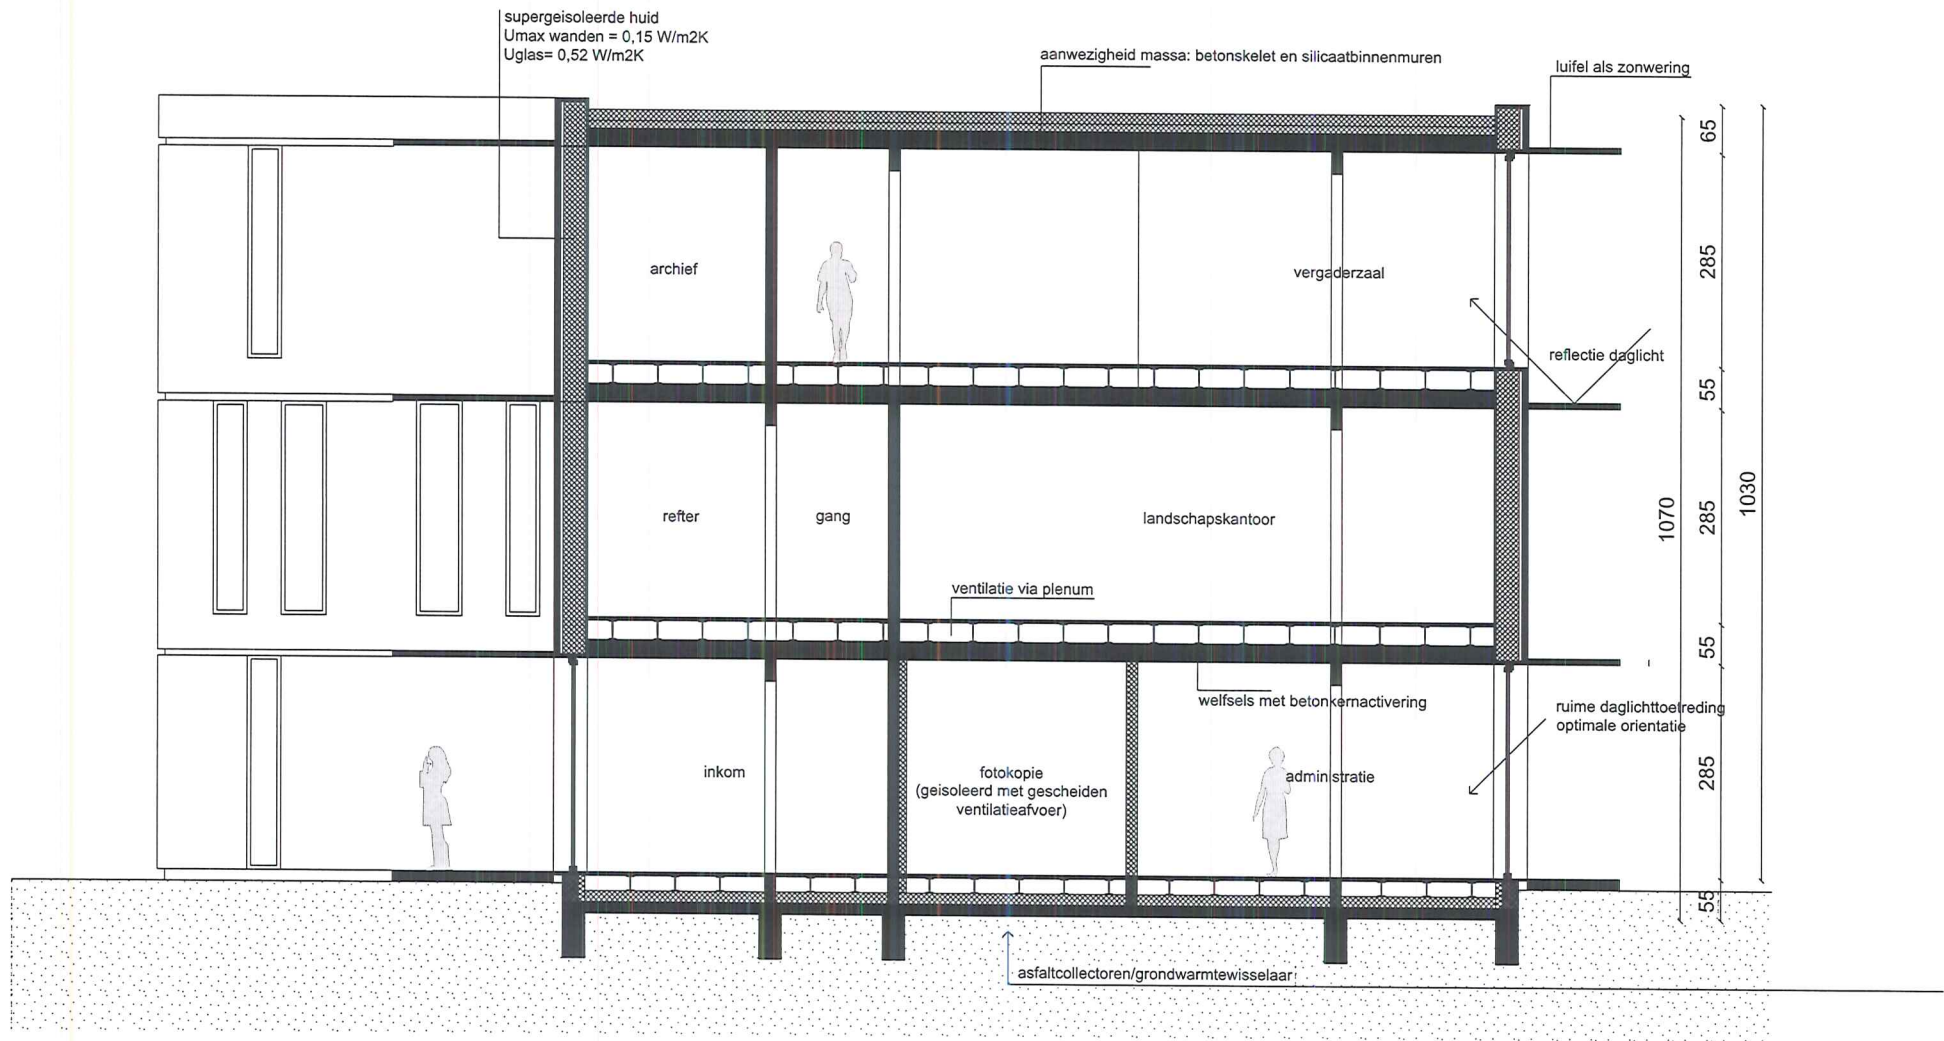 supergeisoleerde huid
Umax wanden = 0,15 W/m2K
Uglas= 0,52 W/m2K
aanwezigheid massa: betonskelet en silicaatbinnenmuren
luifel als zonwering
archief
vergaderzaal
reflectie daglicht
refter
gang
landschapskantoor
ventilatie via plenum
welfsels met betonkernactivering
ruime daglichttoetreding
optimale orientatie
inkom
fotokopie
(geisoleerd met gescheiden
ventilatieafvoer)
administratie
asfaltcollectoren/grondwarmtewisselaar
65
285
55
285
55
285
55
1070
1030